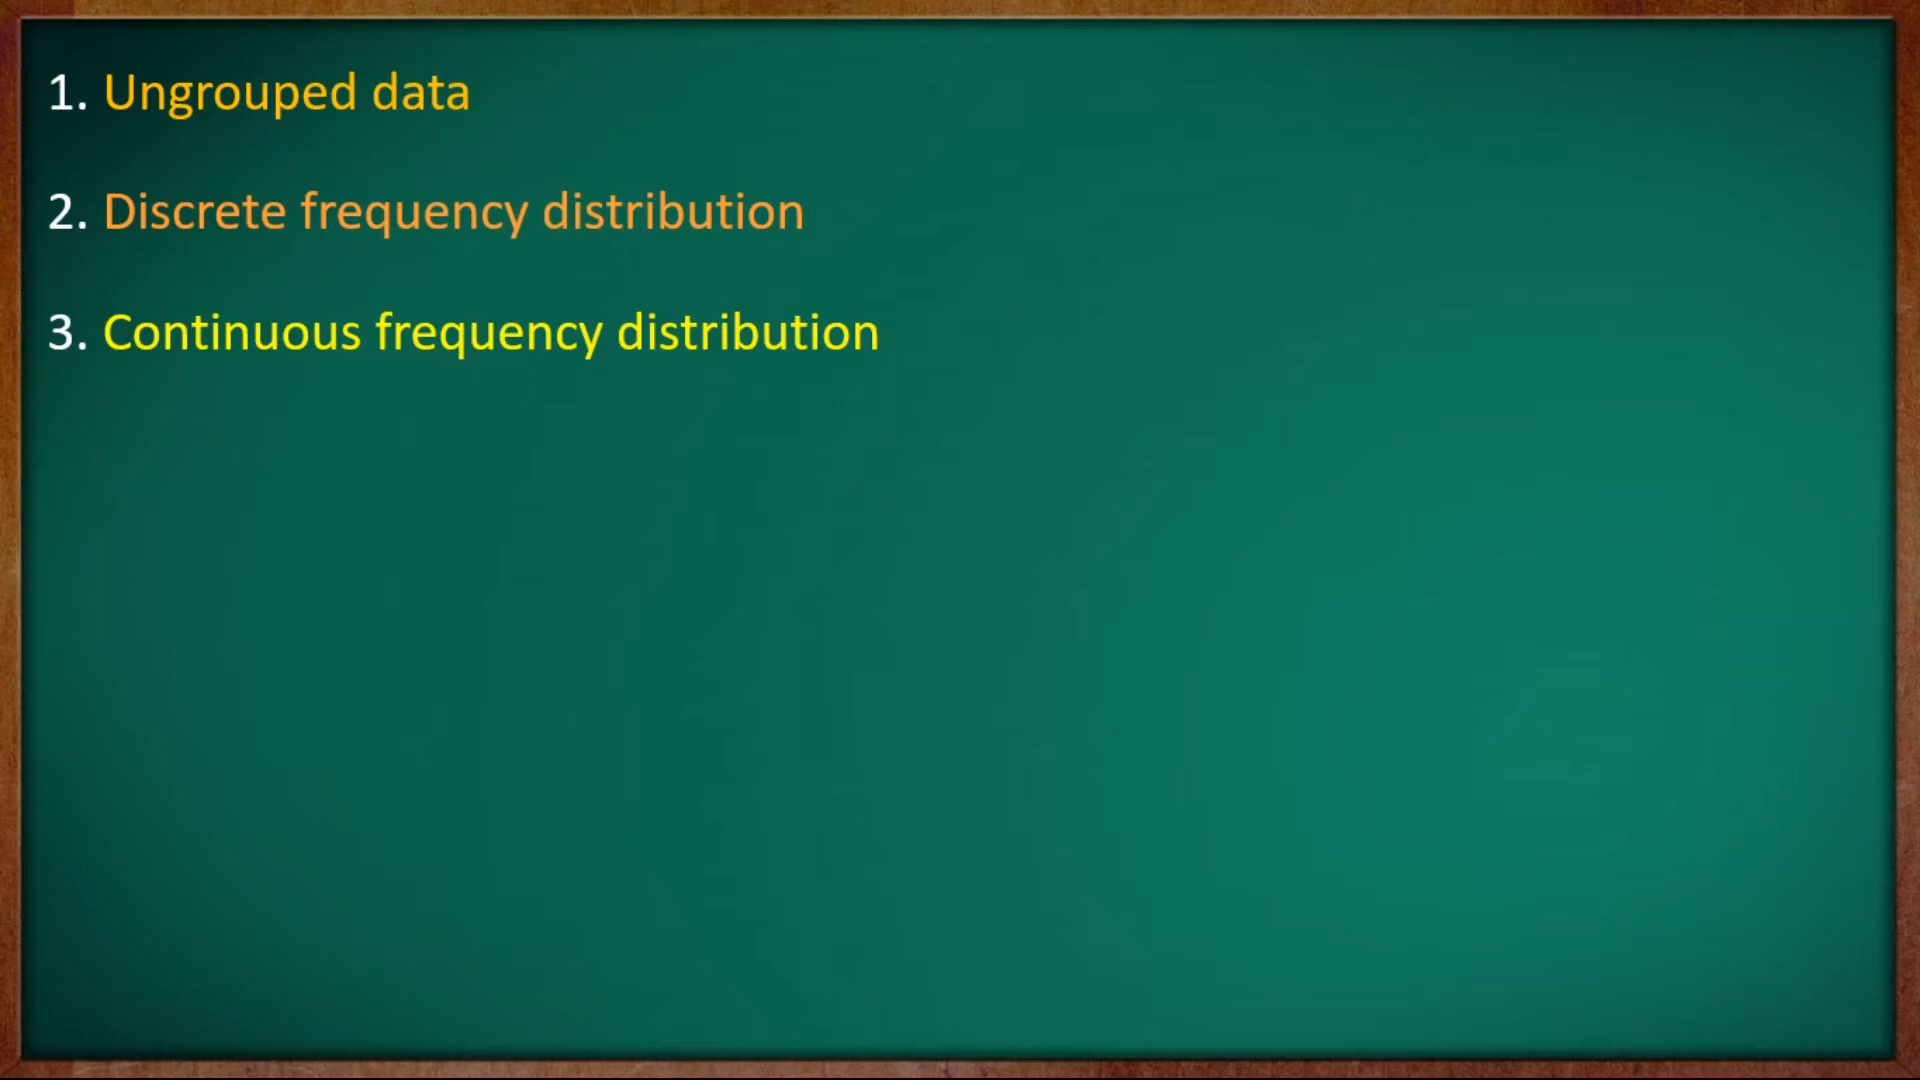 1. Ungrouped data
2. Discrete frequency distribution
3. Continuous frequency distribution